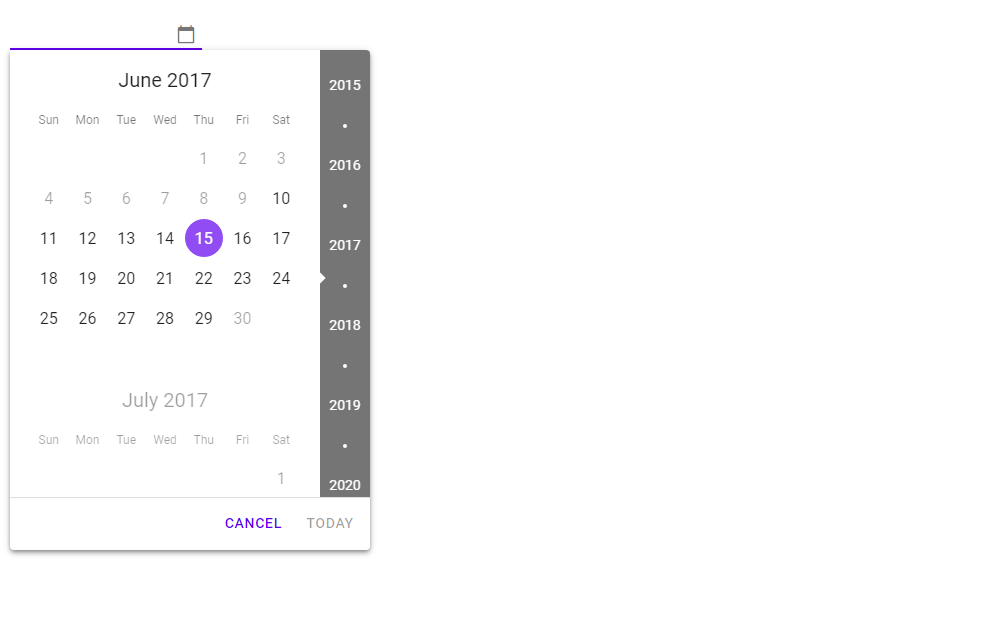 June 2017
Sun Mon Tue Wed Thu Fri Sat
1 2 3
4 5 6 7 8 9 10
11 12 13 14 15 16 17
18 19 20 21 22 23 24
25 26 27 28 29 30
July 2017
Sun Mon Tue Wed Thu Fri Sat
1
2015
•
2016
•
2017
•
2018
•
2019
•
2020
CANCEL TODAY